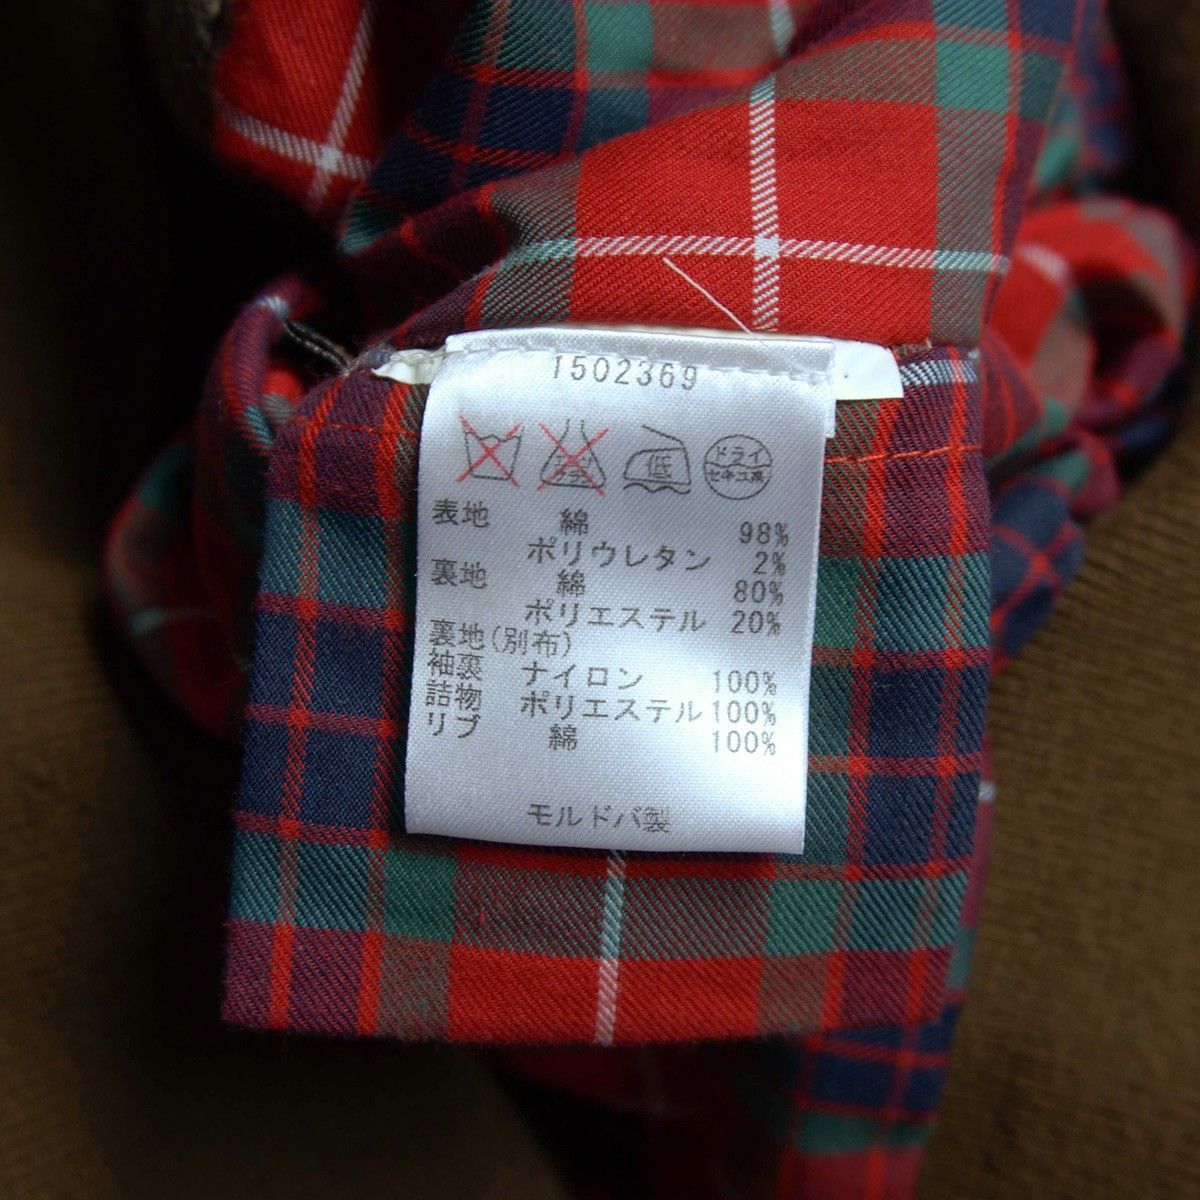 1502369
低 ドライ セキユ系
表地 綿 98%
ポリウレタン 2%
裏地 綿 80%
ポリエステル 20%
裏地(別布)
袖裏 ナイロン 100%
詰物 ポリエステル 100%
リブ 綿 100%
モルドバ製